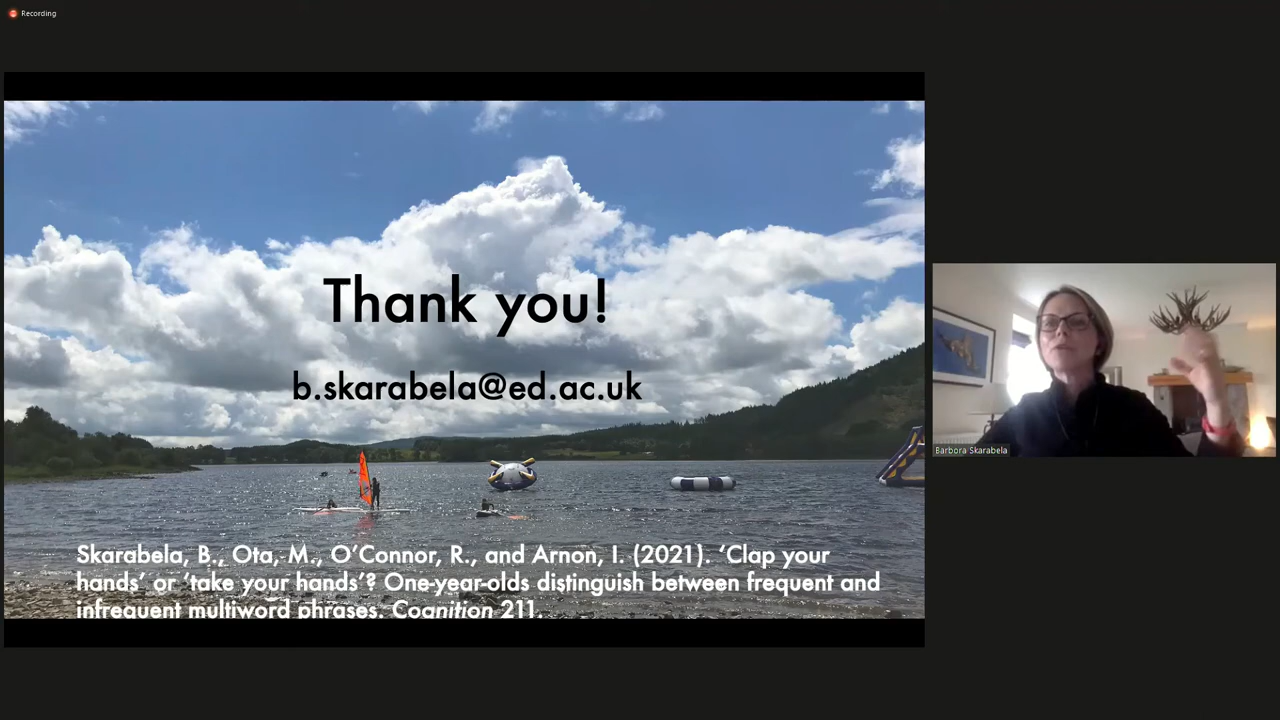 Recording
Thank you!
b.skarabela@ed.ac.uk
Skarabela, B., Ota, M., O'Connor, R., and Arnon, I. (2021). ‘Clap your
hands’ or ‘take your hands’? One-year-olds distinguish between frequent and
infrequent multiword phrases. Cognition 211.
Barbora Skarabela